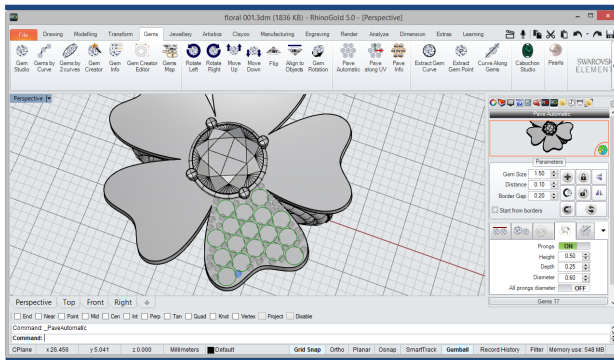 floral 001.3dm (1836 KB) - RhinoGold 5.0 - [Perspective]
File Drawing Modelling Transform Gems Jewellery Artistics Clayoo Manufacturing Engraving Render Analyze Dimension Extras Learning
Gem Studio Gems by Curve Gems by 2 curves Gem Creator Gem Info Gem Creator Editor Gems Map Rotate Left Rotate Right Move Up Move Down Flip Align to Objects Gem Rotation Pave Automatic Pave along UV Pave Info Extract Gem Curve Extract Gem Point Curve Along Gems Cabochon Studio Pearls SWAROVSK ELEMENT
Perspective
Pavé Automatic
Parameters
Gem Size 1.50
Distance 0.10
Border Gap 0.20
Start from borders
Prongs ON
Height 0.50
Depth 0.25
Diameter 0.60
All prongs diameter OFF
Gems 17
Perspective Top Front Right
End Near Point Mid Cen Int Perp Tan Quad Knot Vertex Project Disable
Command: _PaveAutomatic
Command:
CPlane x 26.456 y 5.041 z 0.000 Millimeters Default Grid Snap Ortho Planar Osnap SmartTrack Gumball Record History Filter Memory use: 548 MB